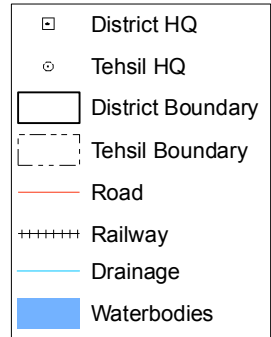 District HQ
Tehsil HQ
District Boundary
Tehsil Boundary
Road
Railway
Drainage
Waterbodies